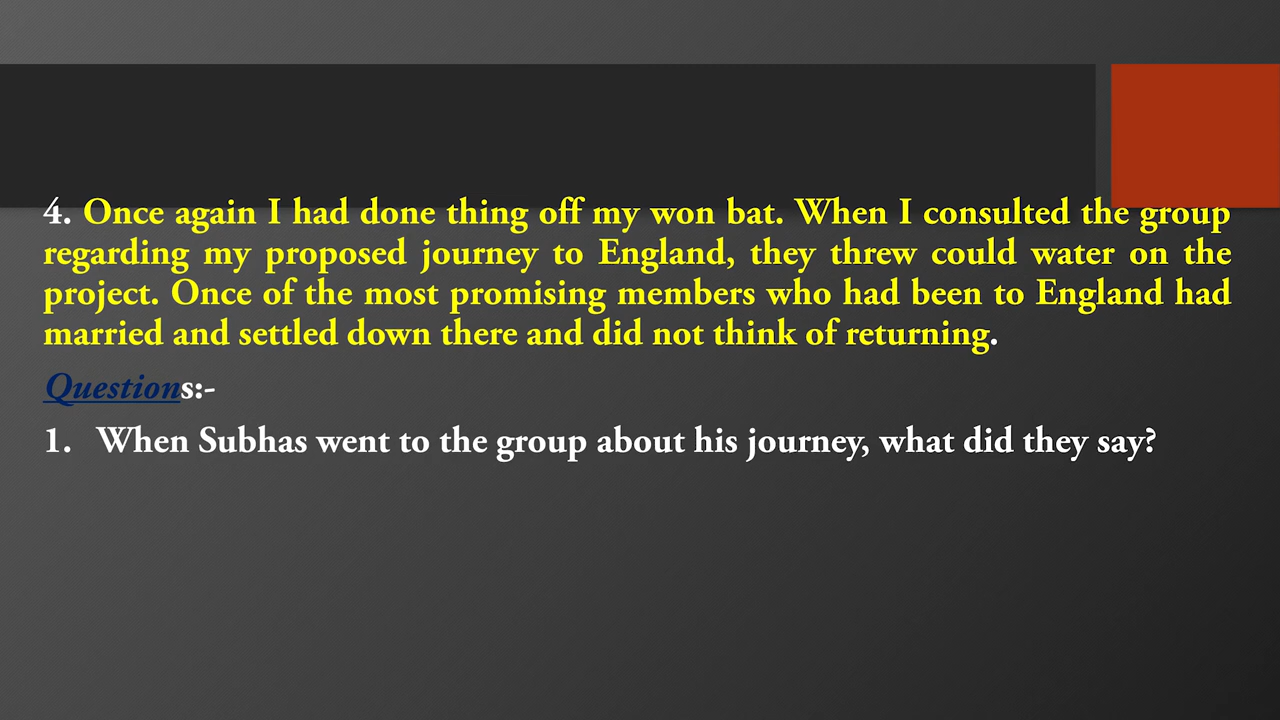 4. Once again I had done thing off my won bat. When I consulted the group
regarding my proposed journey to England, they threw could water on the
project. Once of the most promising members who had been to England had
married and settled down there and did not think of returning.
Questions:-
1. When Subhas went to the group about his journey, what did they say?